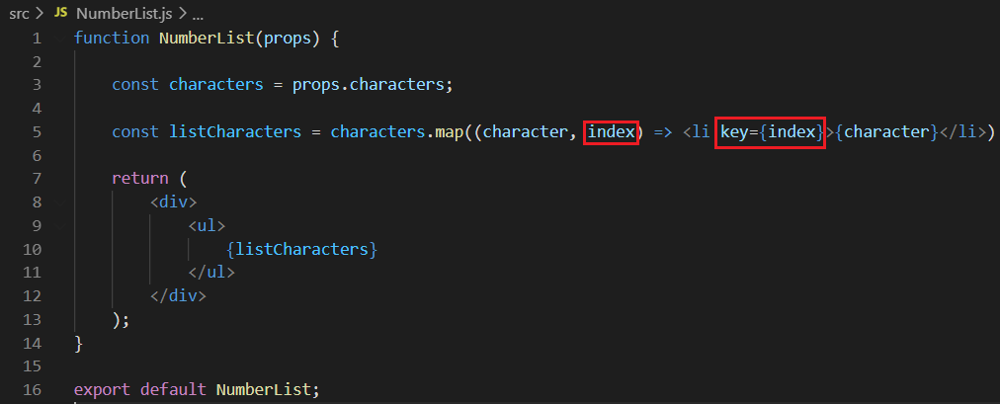 src > JS NumberList.js > ...
1 function NumberList(props) {
2
3     const characters = props.characters;
4
5     const listCharacters = characters.map((character, index) => <li key={index}>{character}</li>)
6
7     return (
8         <div>
9             <ul>
10                 {listCharacters}
11             </ul>
12         </div>
13     );
14 }
15
16 export default NumberList;